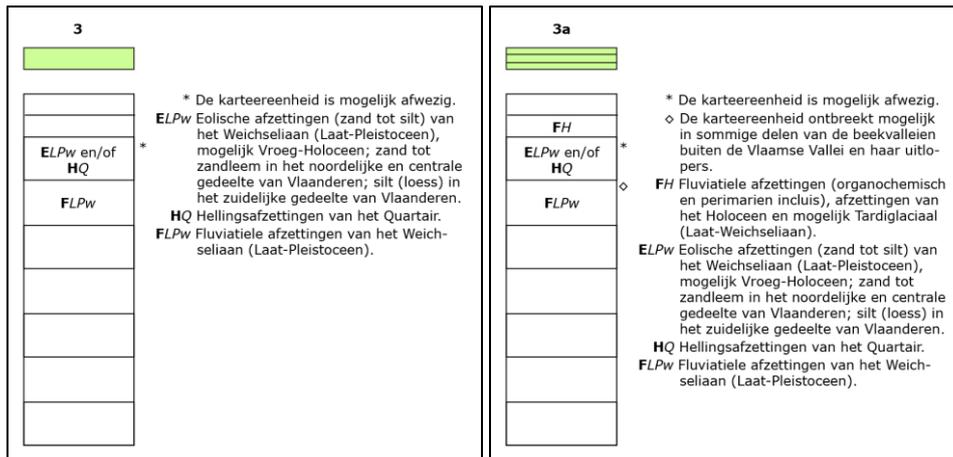 3
* De karteereenheid is mogelijk afwezig.
ELPw Eolische afzettingen (zand tot silt) van
het Weichseliaan (Laat-Pleistoceen),
mogelijk Vroeg-Holoceen; zand tot
zandleem in het noordelijke en centrale
gedeelte van Vlaanderen; silt (loess) in
het zuidelijke gedeelte van Vlaanderen.
HQ Hellingsafzettingen van het Quartair.
FLPw Fluviatiele afzettingen van het Weich-
seliaan (Laat-Pleistoceen).
ELPw en/of *
HQ
FLPw
3a
* De karteereenheid is mogelijk afwezig.
◇ De karteereenheid ontbreekt mogelijk
in sommige delen van de beekvalleien
buiten de Vlaamse Vallei en haar uitlo-
pers.
FH Fluviatiele afzettingen (organochemisch
en perimarien incluis), afzettingen van
het Holoceen en mogelijk Tardiglaciaal
(Laat-Weichseliaan).
ELPw Eolische afzettingen (zand tot silt) van
het Weichseliaan (Laat-Pleistoceen),
mogelijk Vroeg-Holoceen; zand tot
zandleem in het noordelijke en centrale
gedeelte van Vlaanderen; silt (loess) in
het zuidelijke gedeelte van Vlaanderen.
HQ Hellingsafzettingen van het Quartair.
FLPw Fluviatiele afzettingen van het Weich-
seliaan (Laat-Pleistoceen).
FH
ELPw en/of *
HQ
◇
FLPw